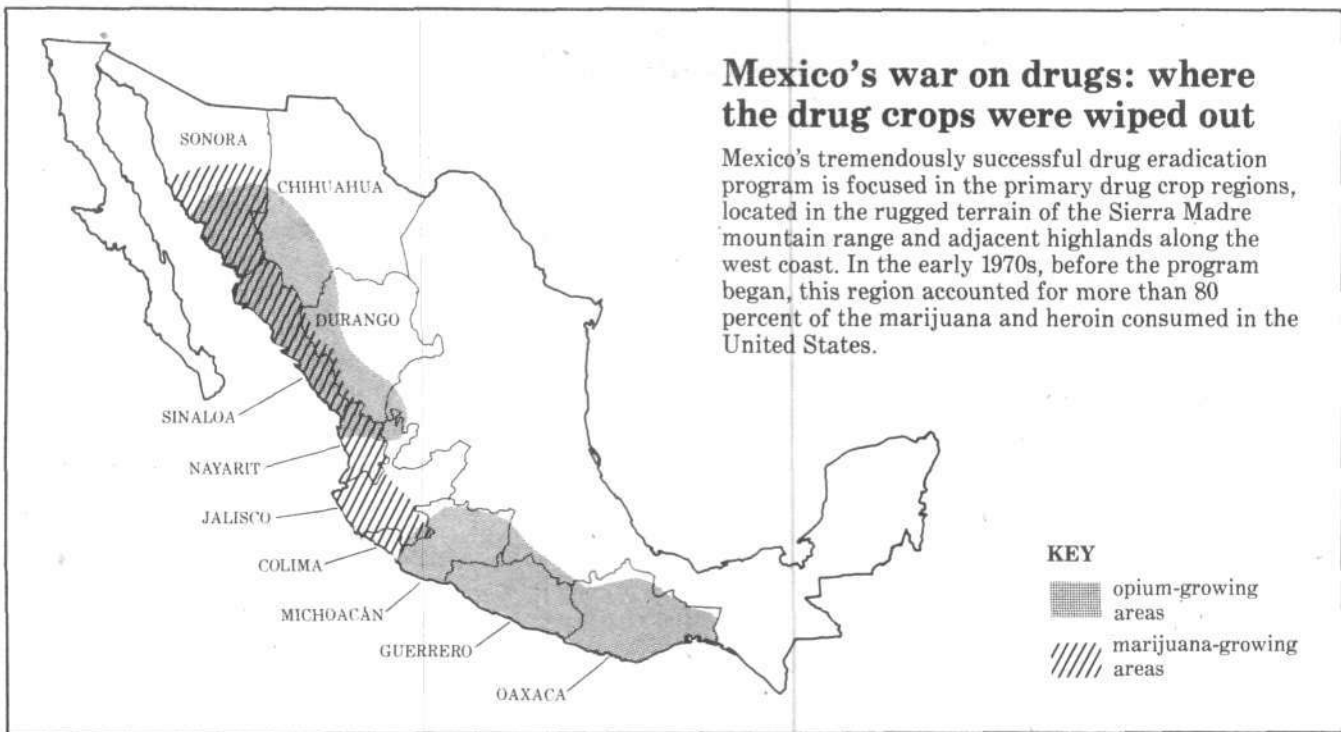 Mexico's war on drugs: where
the drug crops were wiped out
Mexico's tremendously successful drug eradication
program is focused in the primary drug crop regions,
located in the rugged terrain of the Sierra Madre
mountain range and adjacent highlands along the
west coast. In the early 1970s, before the program
began, this region accounted for more than 80
percent of the marijuana and heroin consumed in the
United States.
SONORA
CHIHUAHUA
DURANGO
SINALOA
NAYARIT
JALISCO
COLIMA
MICHOACÁN
GUERRERO
OAXACA
KEY
opium-growing
areas
marijuana-growing
areas